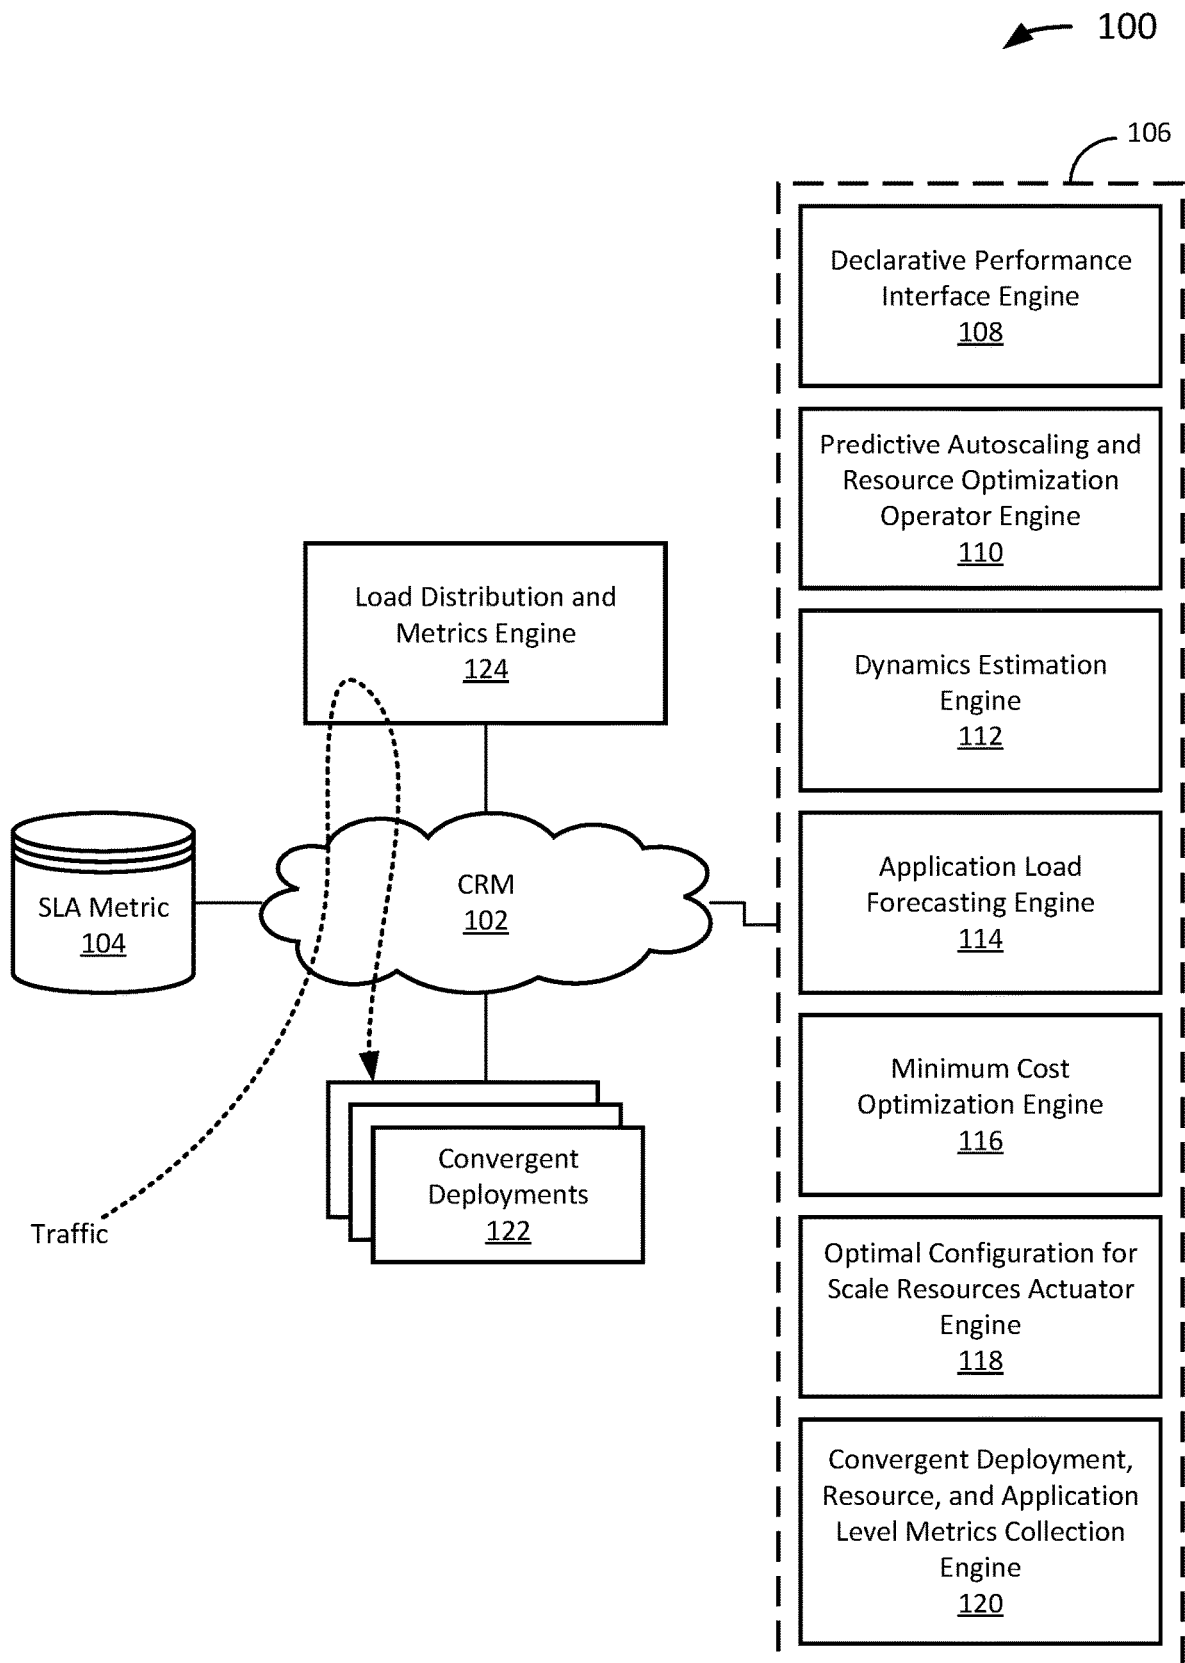 100
106
Declarative Performance
Interface Engine
108
Predictive Autoscaling and
Resource Optimization
Operator Engine
110
Load Distribution and
Metrics Engine
124
Dynamics Estimation
Engine
112
SLA Metric
104
CRM
102
Application Load
Forecasting Engine
114
Minimum Cost
Optimization Engine
116
Traffic
Convergent
Deployments
122
Optimal Configuration for
Scale Resources Actuator
Engine
118
Convergent Deployment,
Resource, and Application
Level Metrics Collection
Engine
120